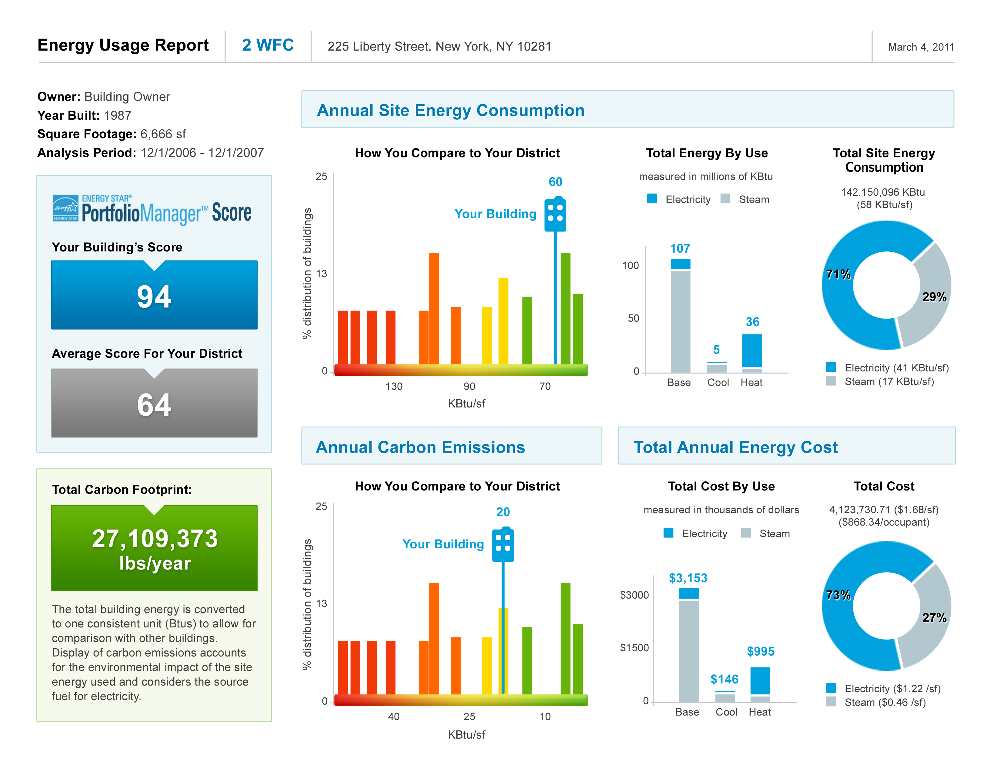 Energy Usage Report
2 WFC
225 Liberty Street, New York, NY 10281
March 4, 2011
Owner: Building Owner
Year Built: 1987
Square Footage: 6,666 sf
Analysis Period: 12/1/2006 - 12/1/2007
energy
ENERGY STAR
ENERGY STAR®
PortfolioManager™ Score
Your Building’s Score
94
Average Score For Your District
64
Total Carbon Footprint:
27,109,373
lbs/year
The total building energy is converted
to one consistent unit (Btus) to allow for
comparison with other buildings.
Display of carbon emissions accounts
for the environmental impact of the site
energy used and considers the source
fuel for electricity.
Annual Site Energy Consumption
How You Compare to Your District
% distribution of buildings
25
13
0
60
Your Building
130
90
70
KBtu/sf
Total Energy By Use
measured in millions of KBtu
Electricity
Steam
100
50
0
107
5
36
Base
Cool
Heat
Total Site Energy
Consumption
142,150,096 KBtu
(58 KBtu/sf)
71%
29%
Electricity (41 KBtu/sf)
Steam (17 KBtu/sf)
Annual Carbon Emissions
How You Compare to Your District
% distribution of buildings
25
13
0
20
Your Building
40
25
10
KBtu/sf
Total Annual Energy Cost
Total Cost By Use
measured in thousands of dollars
Electricity
Steam
$3000
$1500
0
$3,153
$146
$995
Base
Cool
Heat
Total Cost
4,123,730.71 ($1.68/sf)
($868.34/occupant)
73%
27%
Electricity ($1.22 /sf)
Steam ($0.46 /sf)